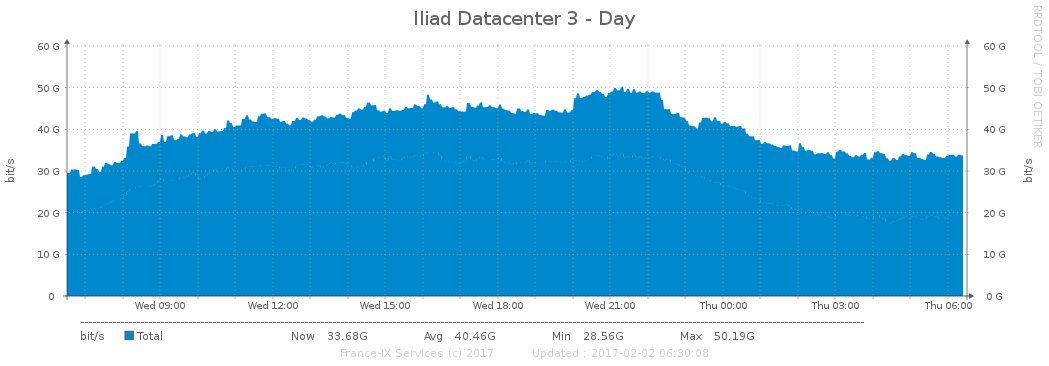 Iliad Datacenter 3 - Day
RRDTOOL / TOBI OETIKER
bit/s
60 G
50 G
40 G
30 G
20 G
10 G
0
60 G
50 G
40 G
30 G
20 G
10 G
0 G
bit/s
Wed 09:00 Wed 12:00 Wed 15:00 Wed 18:00 Wed 21:00 Thu 00:00 Thu 03:00 Thu 06:00
bit/s Total Now 33.68G Avg 40.46G Min 28.56G Max 50.19G
France-IX Services (c) 2017 Updated : 2017-02-02 06:30:08